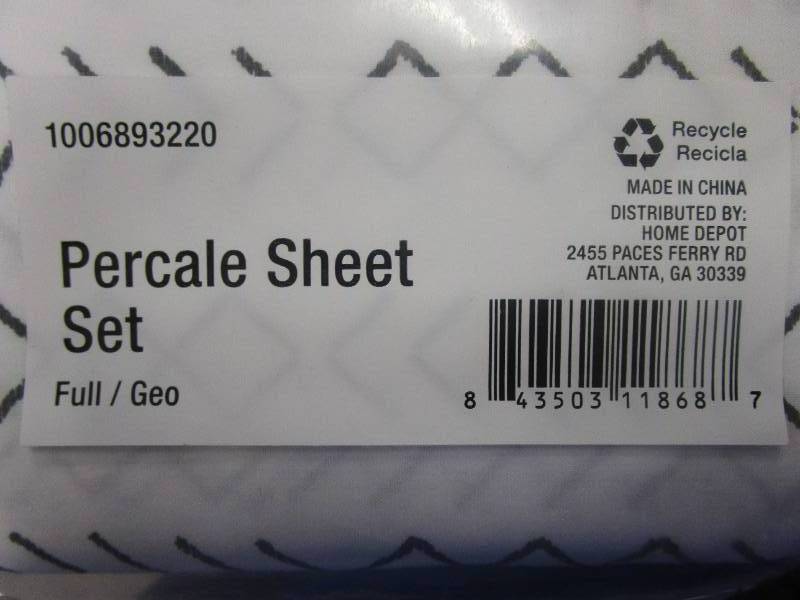 1006893220
Recycle
Recicla
MADE IN CHINA
DISTRIBUTED BY:
HOME DEPOT
2455 PACES FERRY RD
ATLANTA, GA 30339
Percale Sheet
Set
Full / Geo
8 43503 11868 7